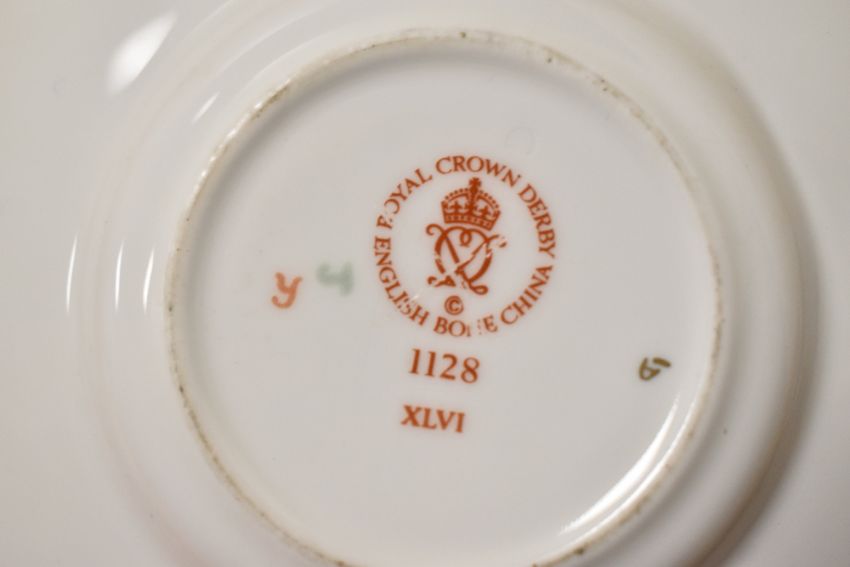 ROYAL CROWN DERBY
ENGLISH BONE CHINA
©
1128
XLVI
y